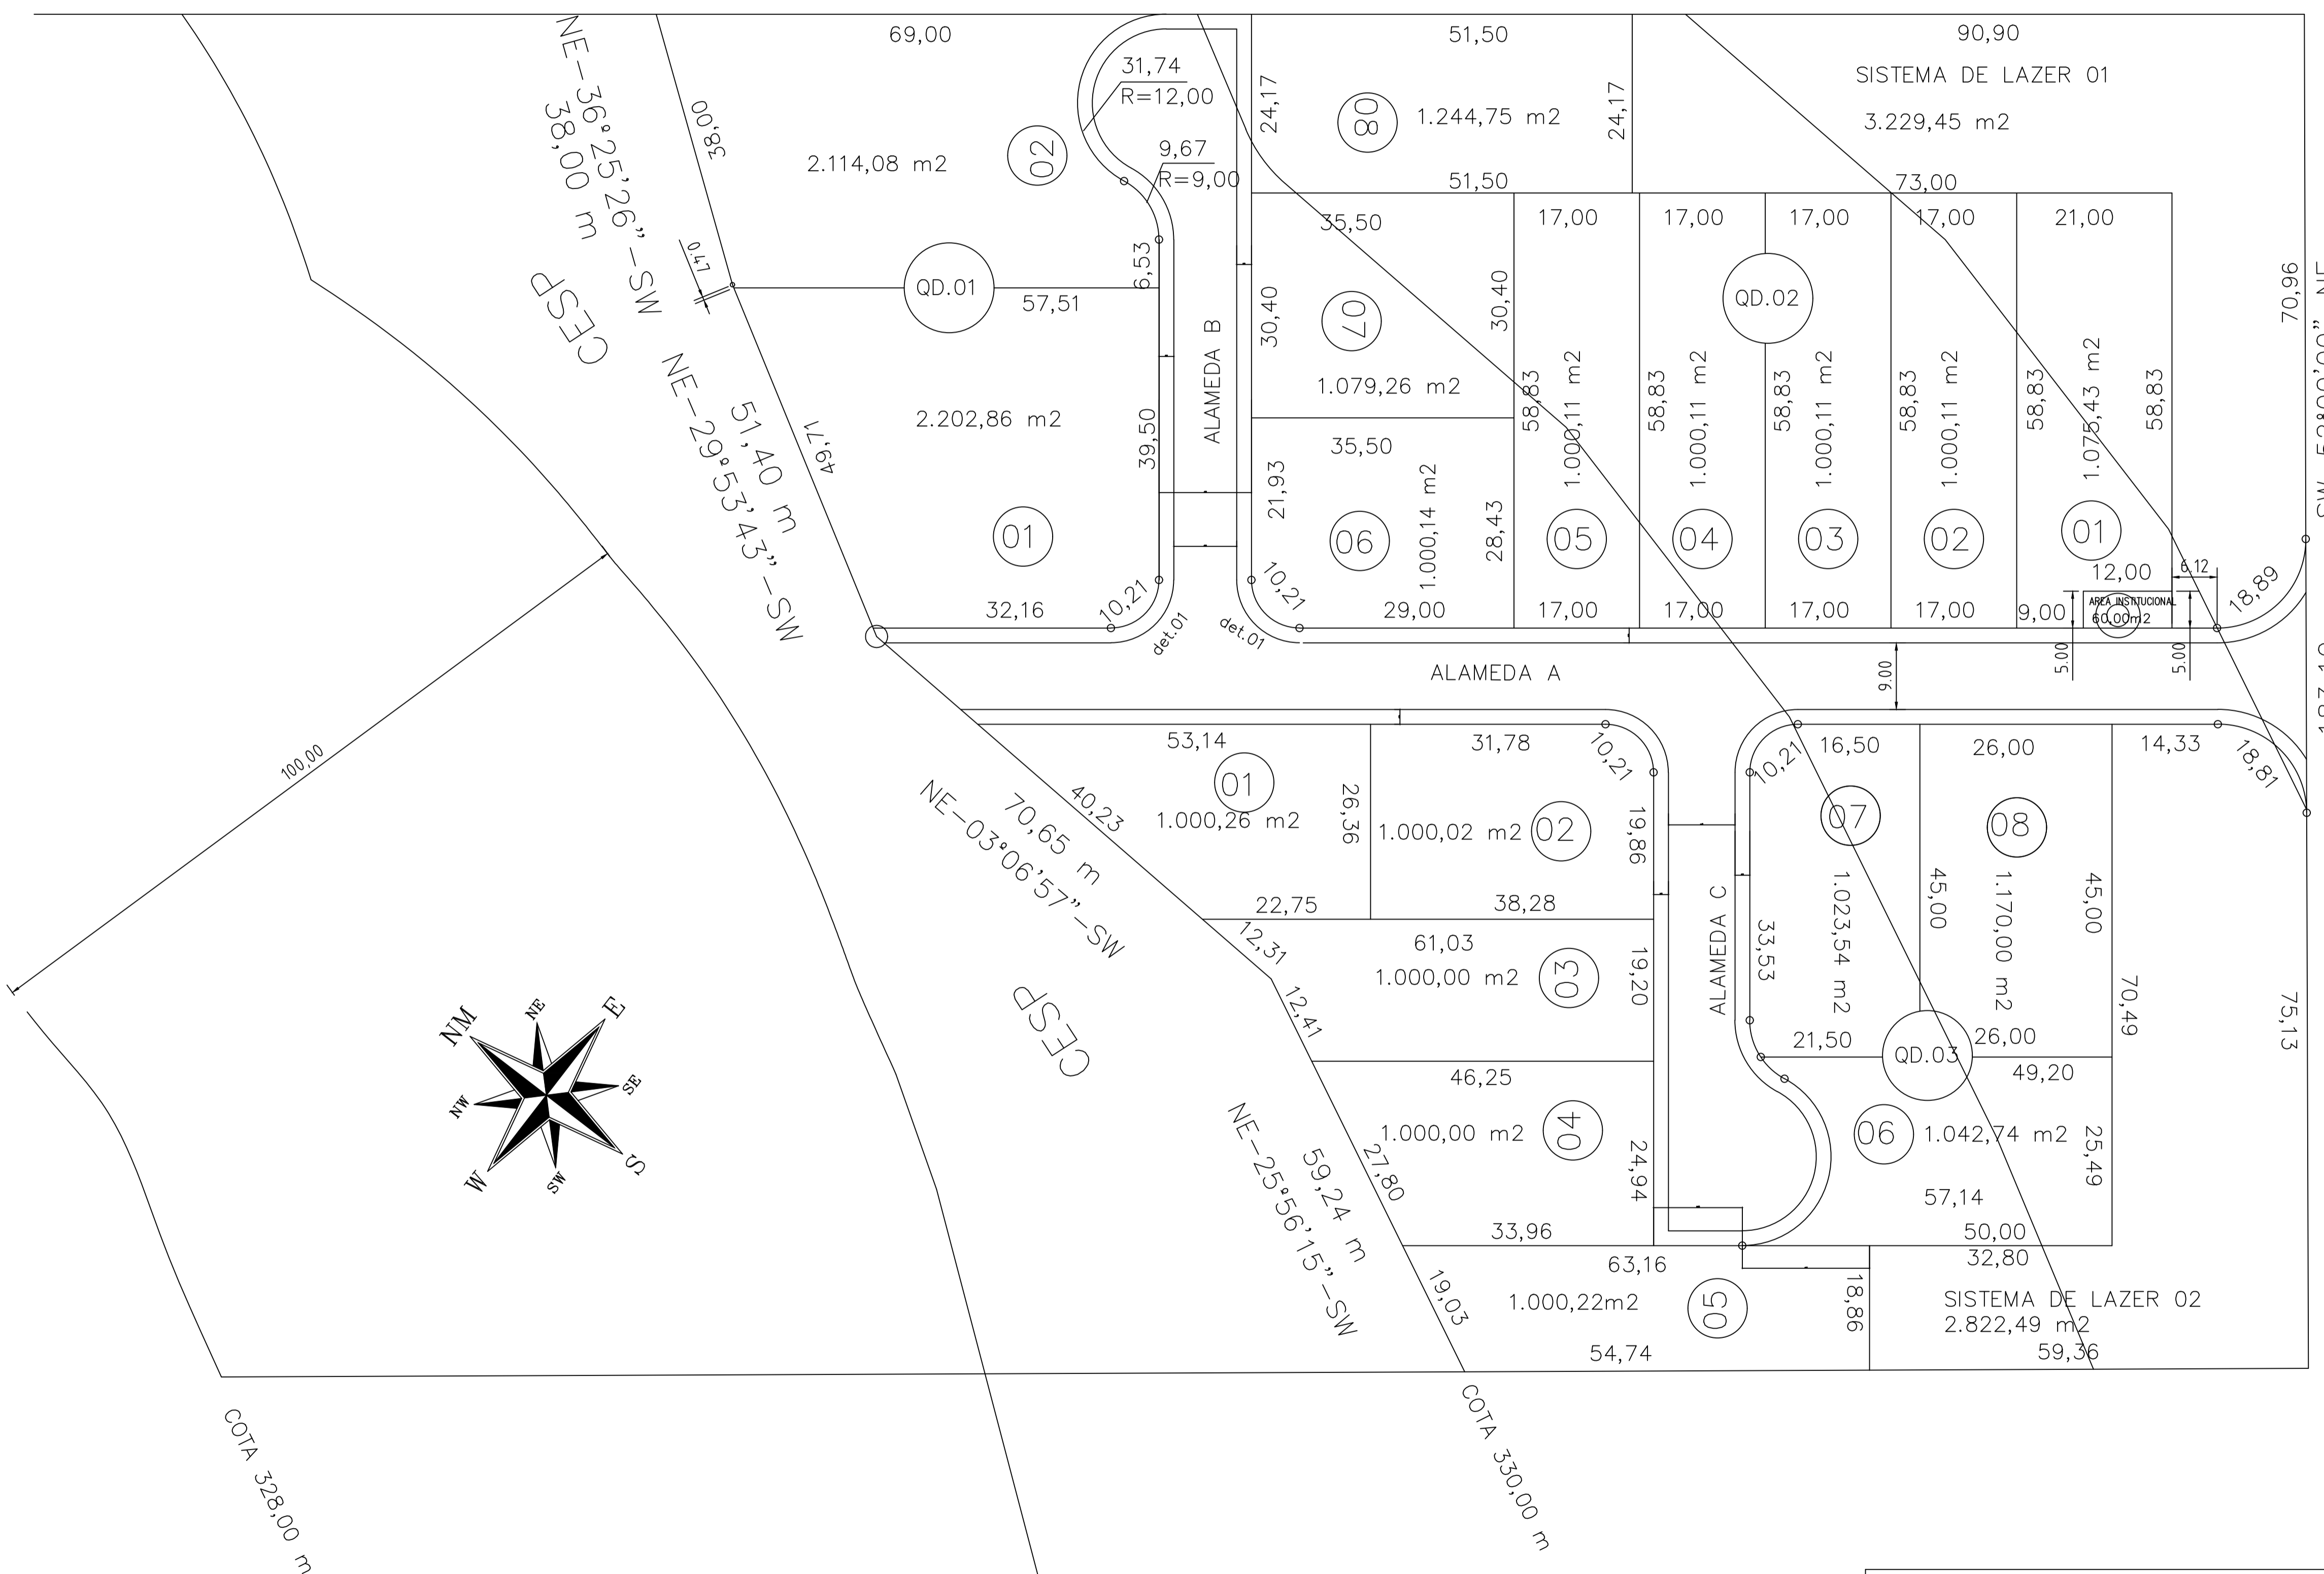 69,00
51,50
90,90
SISTEMA DE LAZER 01
3.229,45 m2
NE-36°25'26"-SW
38,00 m
38,00
31,74
R=12,00
9,67
R=9,00
24,17
08
1.244,75 m2
24,17
02
2.114,08 m2
51,50
73,00
35,50
17,00
17,00
17,00
17,00
21,00
0.47
CESP
QD.01
57,51
6,53
07
30,40
30,40
QD.02
70,96
1.079,26 m2
ALAMEDA B
58,83
1.000,11 m2
58,83
1.000,11 m2
58,83
1.000,11 m2
58,83
1.000,11 m2
58,83
1.075,43 m2
58,83
2.202,86 m2
39,50
35,50
49,71
51,40 m
NE-29°53'43"-SW
21,93
1.000,14 m2
28,43
01
06
05
04
03
02
01
12,00
6.12
18,89
AREA INSTITUCIONAL
60,00m2
32,16
10,21
det.01
det.01
10,21
29,00
17,00
17,00
17,00
17,00
9,00
5.00
5.00
ALAMEDA A
9.00
100,00
53,14
31,78
10,21
10,21
16,50
26,00
14,33
18,81
01
1.000,26 m2
40,23
26,36
1.000,02 m2
02
19,86
07
08
70,65 m
NE-03°06'57"-SW
22,75
38,28
ALAMEDA C
33,53
1.023,54 m2
45,00
1.170,00 m2
45,00
12,31
61,03
1.000,00 m2
03
19,20
12,41
CESP
70,49
75,13
21,50
QD.03
26,00
49,20
46,25
1.000,00 m2
04
24,94
06
1.042,74 m2
25,49
27,80
59,24 m
NE-25°56'15"-SW
57,14
33,96
50,00
63,16
32,80
19,03
1.000,22m2
05
18,86
SISTEMA DE LAZER 02
2.822,49 m2
54,74
59,36
NM
NE
E
SE
S
SW
W
NW
COTA 328,00 m
COTA 330,00 m